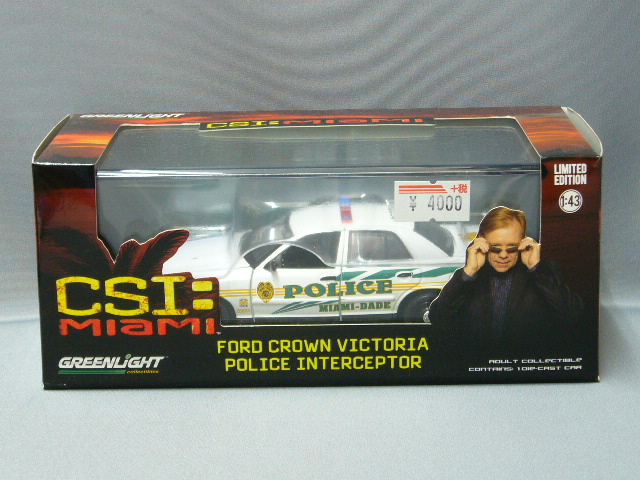 GREENLIGHT
CSI: MIAMI
LIMITED
EDITION
1:43
+税
¥ 4000
POLICE
MIAMI-DADE
CSI:
MIAMI
GREENLIGHT
collectibles
FORD CROWN VICTORIA
POLICE INTERCEPTOR
ADULT COLLECTIBLE
CONTAINS: 1 DIE-CAST CAR